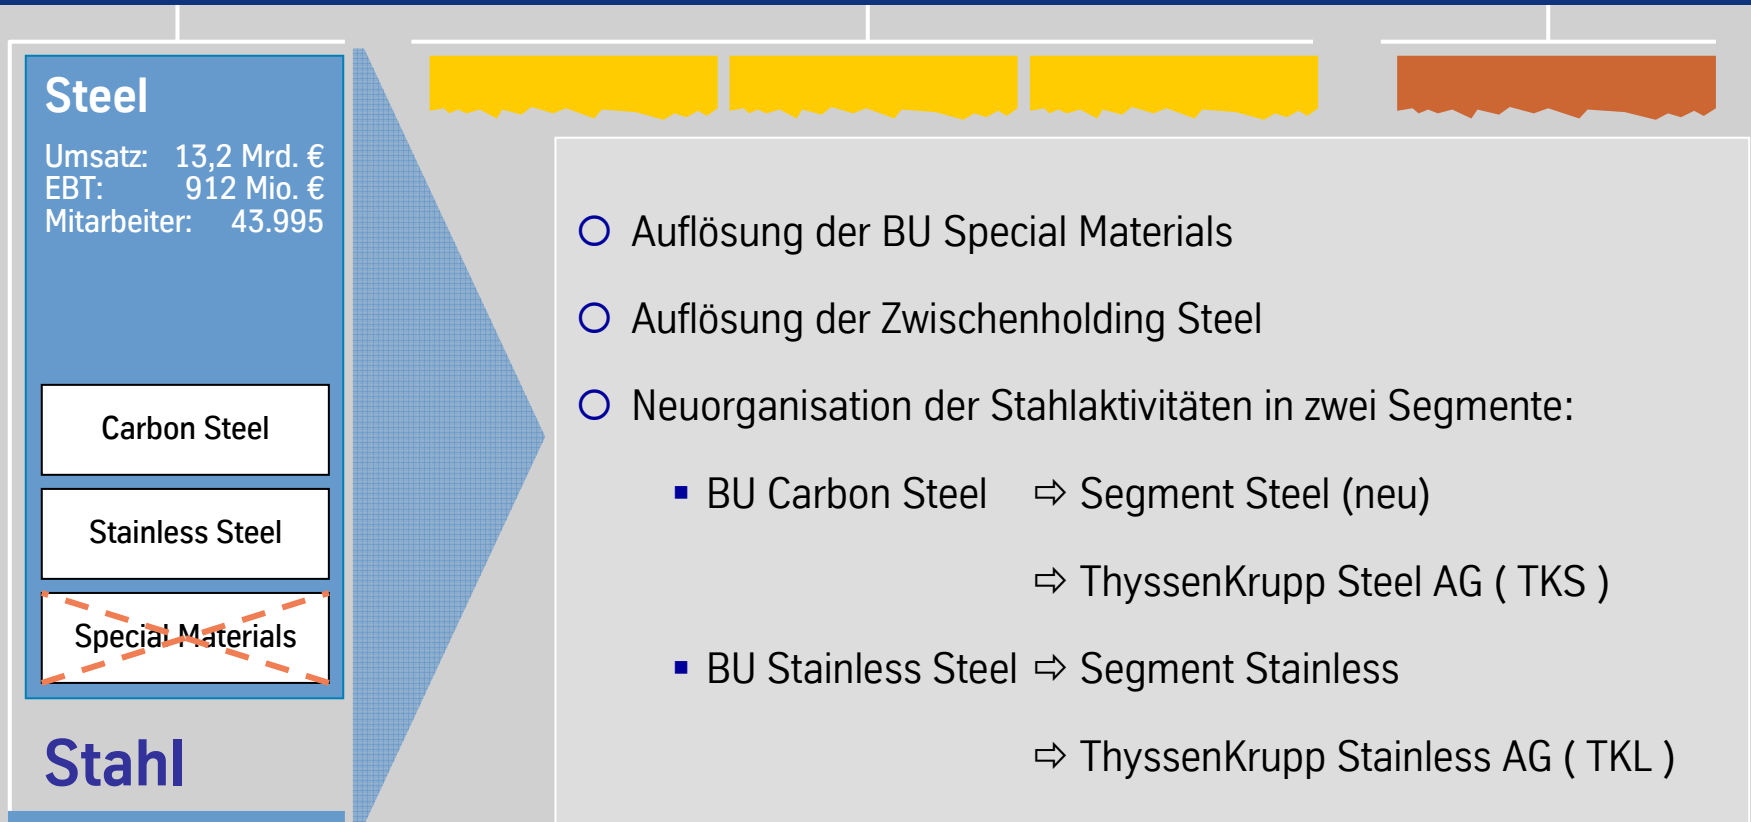 Steel
Umsatz: 13,2 Mrd. €
EBT: 912 Mio. €
Mitarbeiter: 43.995
Carbon Steel
Stainless Steel
Special Materials
Stahl
Auflösung der BU Special Materials
Auflösung der Zwischenholding Steel
Neuorganisation der Stahlaktivitäten in zwei Segmente:
▪ BU Carbon Steel ⇨ Segment Steel (neu)
⇨ ThyssenKrupp Steel AG ( TKS )
▪ BU Stainless Steel ⇨ Segment Stainless
⇨ ThyssenKrupp Stainless AG ( TKL )